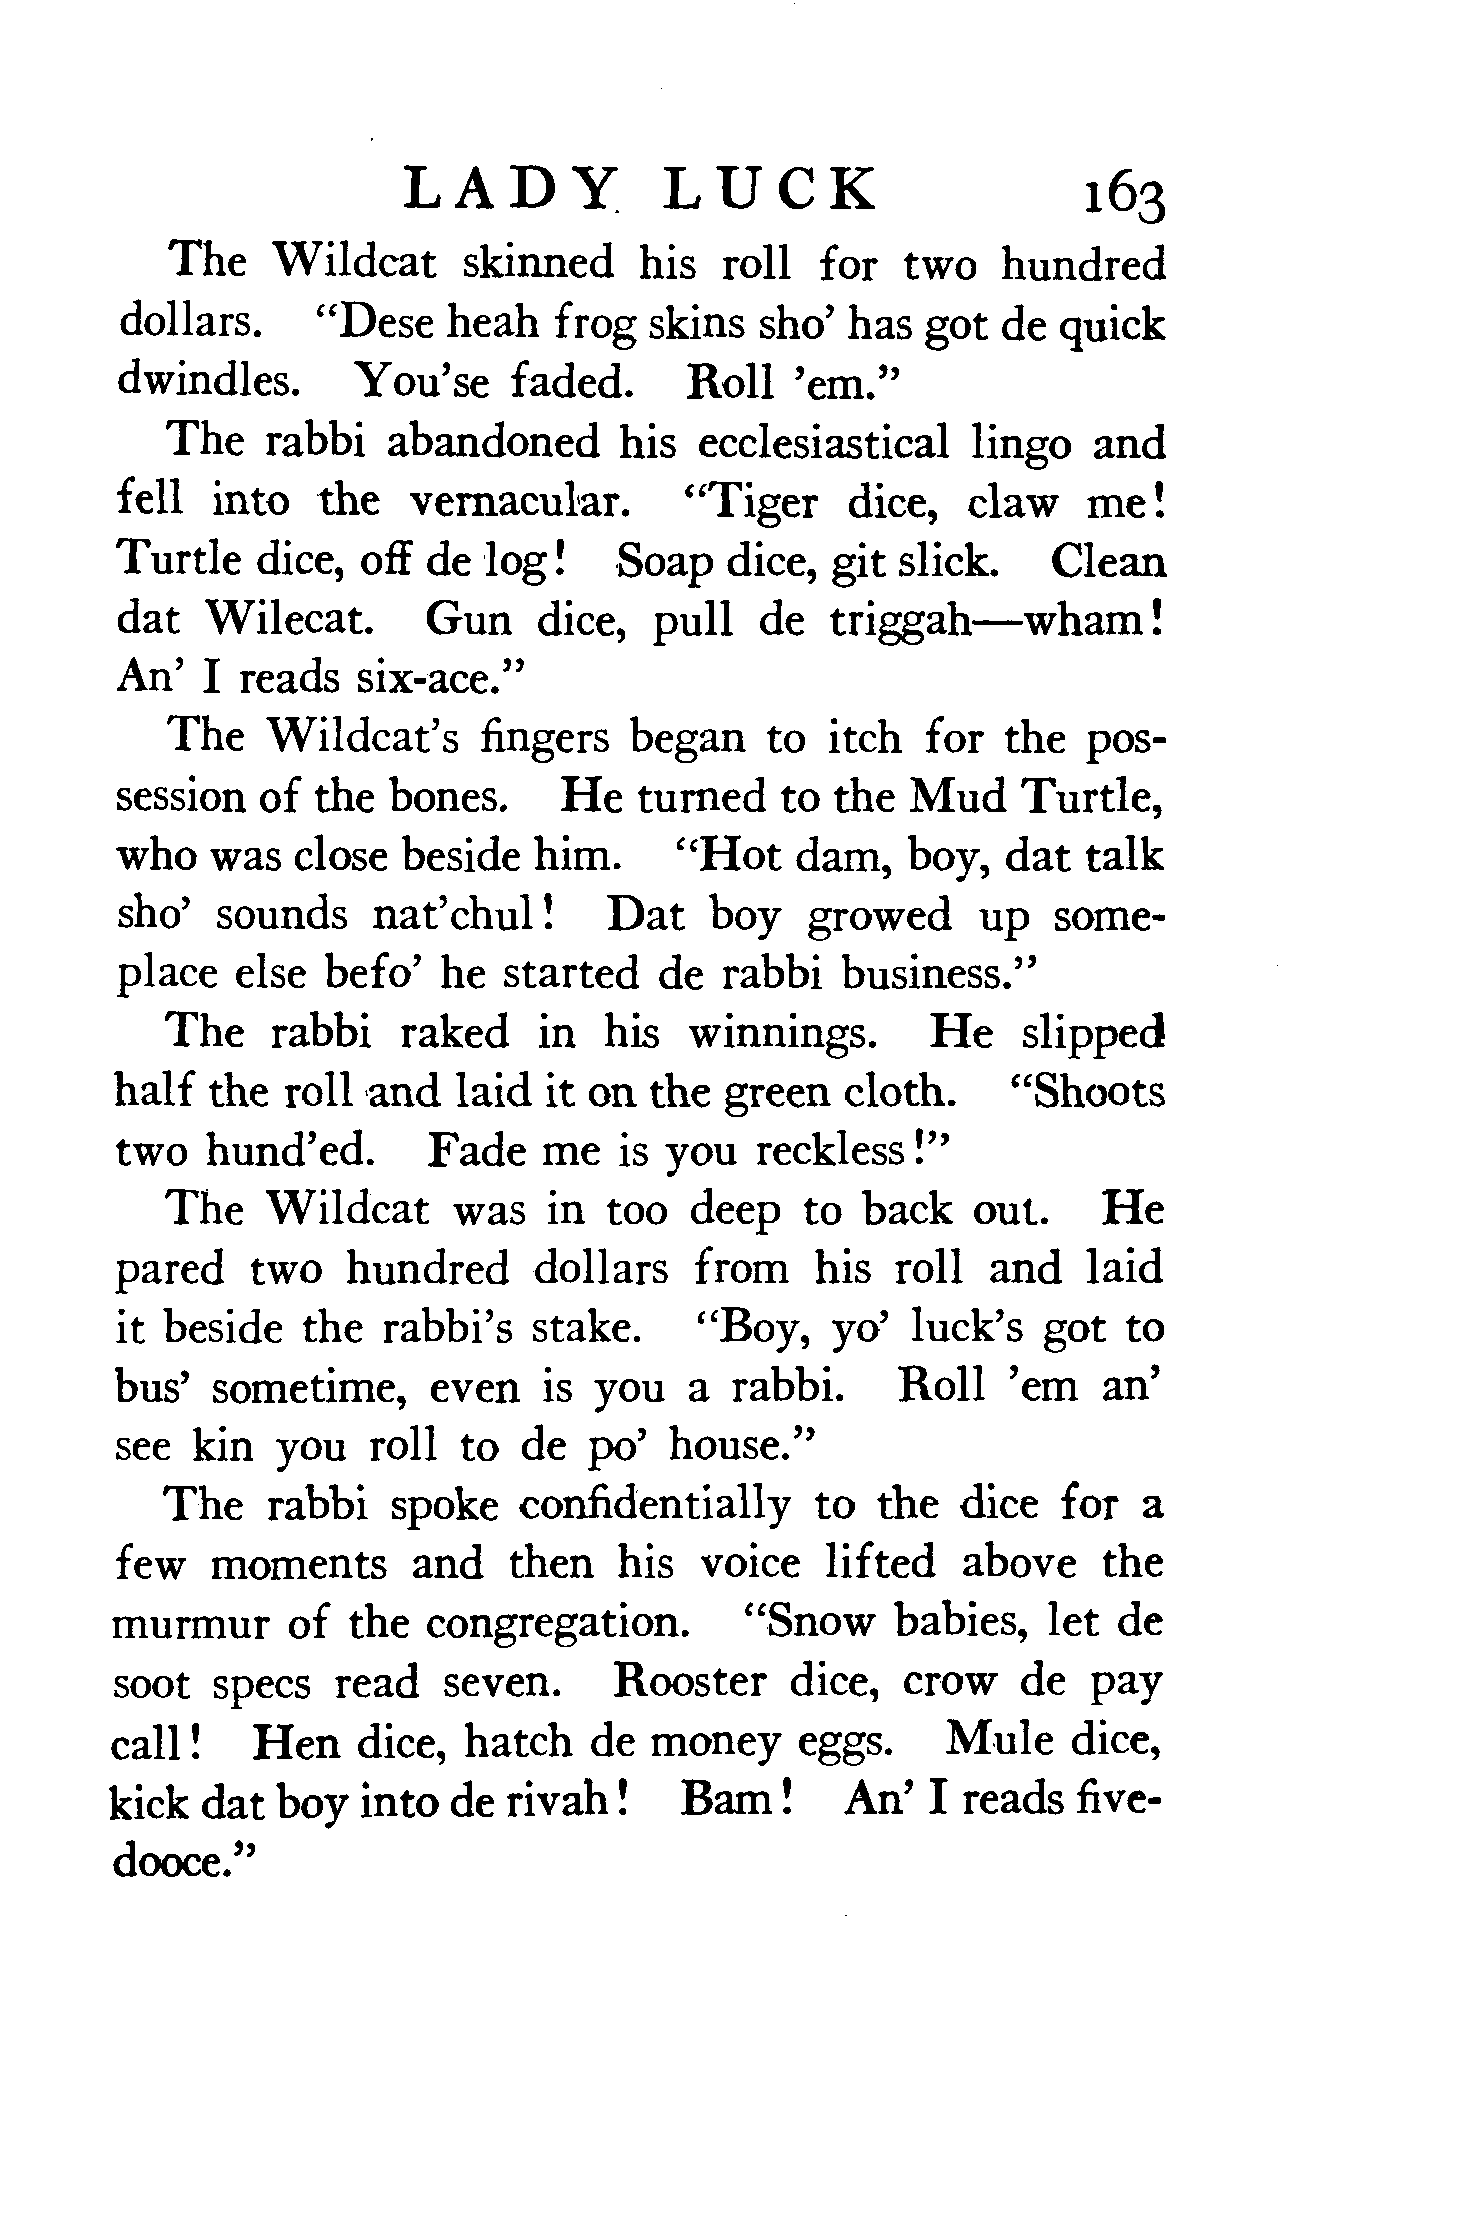 LADY LUCK 163
The Wildcat skinned his roll for two hundred
dollars. “Dese heah frog skins sho’ has got de quick
dwindles. You’se faded. Roll ’em.”
The rabbi abandoned his ecclesiastical lingo and
fell into the vernacular. “Tiger dice, claw me!
Turtle dice, off de log! Soap dice, git slick. Clean
dat Wilecat. Gun dice, pull de triggah—wham!
An’ I reads six-ace.”
The Wildcat’s fingers began to itch for the pos-
session of the bones. He turned to the Mud Turtle,
who was close beside him. “Hot dam, boy, dat talk
sho’ sounds nat’chul! Dat boy growed up some-
place else befo’ he started de rabbi business.”
The rabbi raked in his winnings. He slipped
half the roll and laid it on the green cloth. “Shoots
two hund’ed. Fade me is you reckless!”
The Wildcat was in too deep to back out. He
pared two hundred dollars from his roll and laid
it beside the rabbi’s stake. “Boy, yo’ luck’s got to
bus’ sometime, even is you a rabbi. Roll ’em an’
see kin you roll to de po’ house.”
The rabbi spoke confidentially to the dice for a
few moments and then his voice lifted above the
murmur of the congregation. “Snow babies, let de
soot specs read seven. Rooster dice, crow de pay
call! Hen dice, hatch de money eggs. Mule dice,
kick dat boy into de rivah! Bam! An’ I reads five-
dooce.”